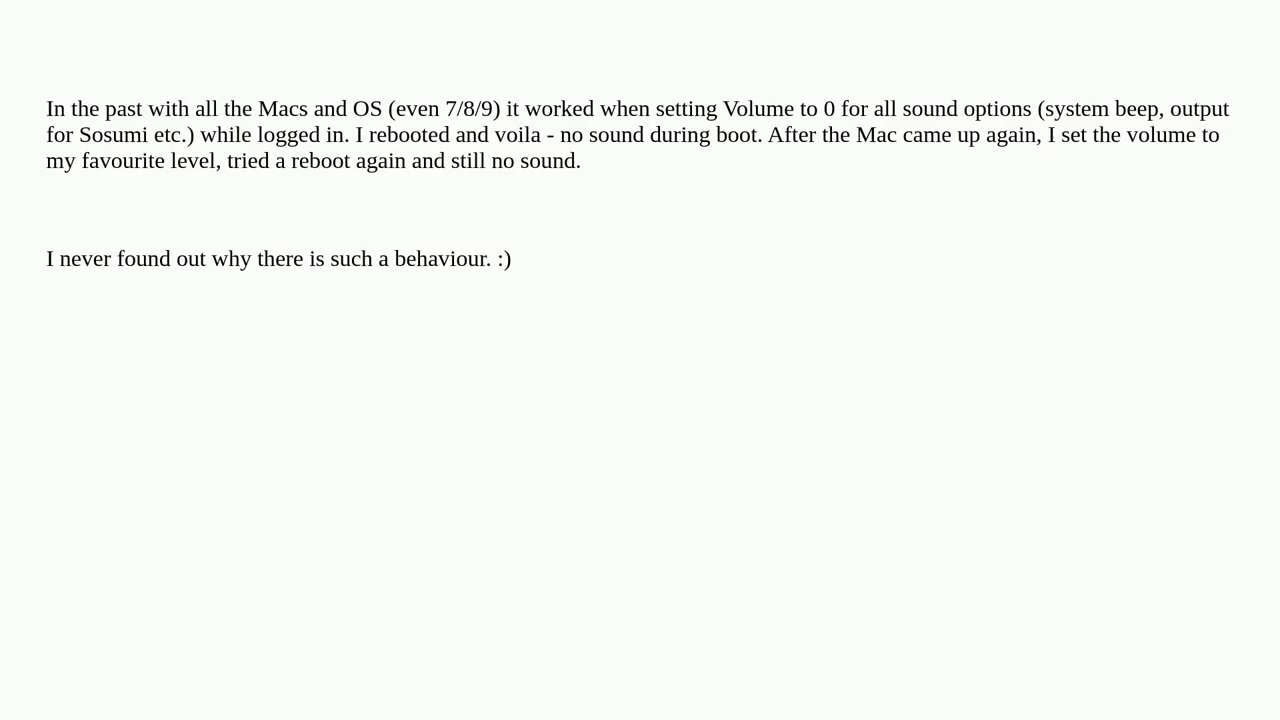 In the past with all the Macs and OS (even 7/8/9) it worked when setting Volume to 0 for all sound options (system beep, output
for Sosumi etc.) while logged in. I rebooted and voila - no sound during boot. After the Mac came up again, I set the volume to
my favourite level, tried a reboot again and still no sound.
I never found out why there is such a behaviour. :)